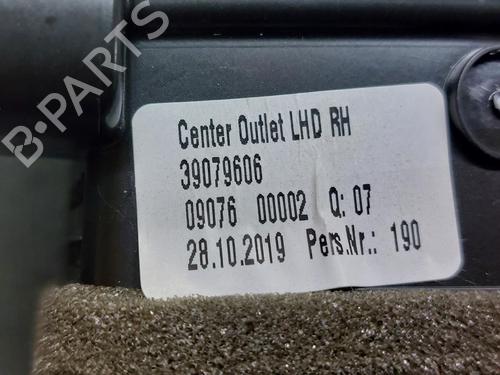 Center Outlet LHD RH
39079606
09076 00002 Q: 07
28.10.2019 Pers.Nr.: 190
B-PARTS